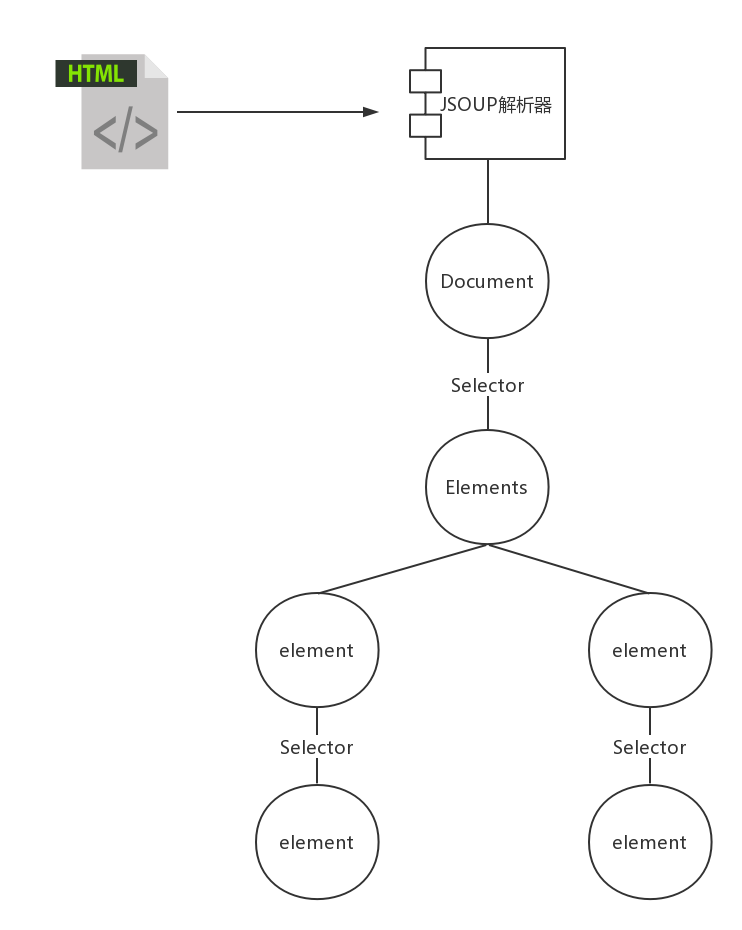 HTML
</>
JSOUP解析器
Document
Selector
Elements
element
element
Selector
Selector
element
element